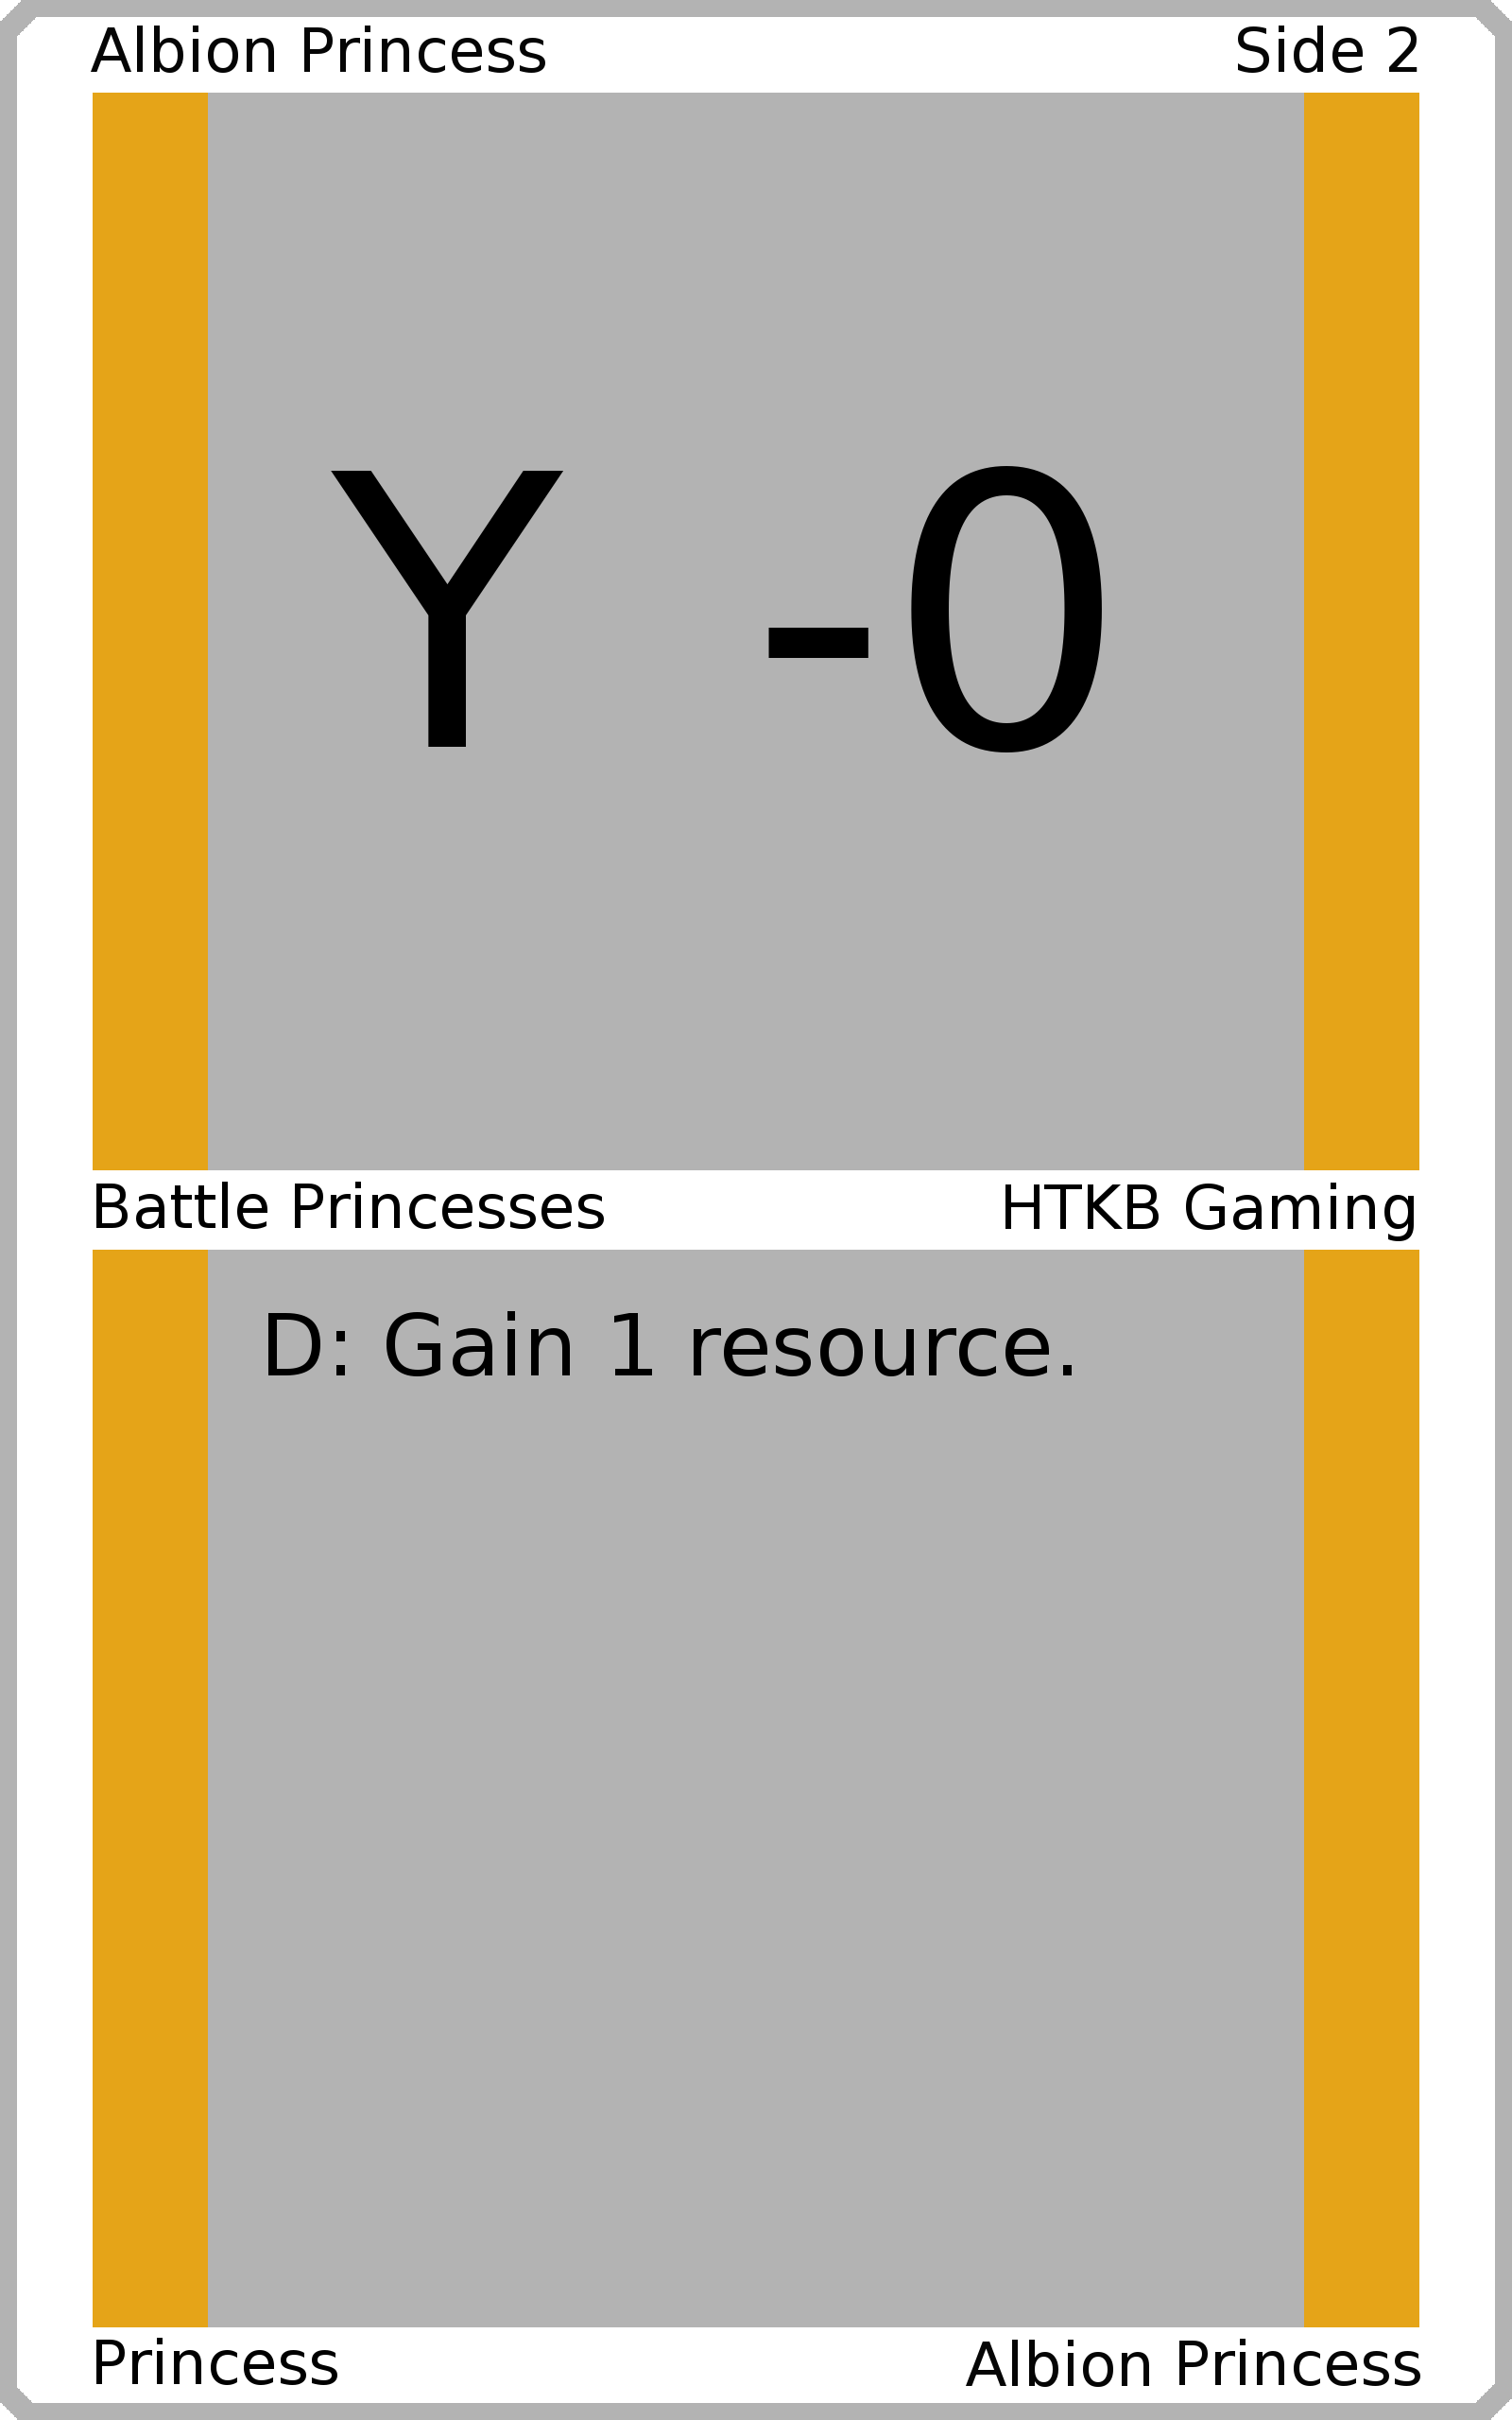 Albion Princess Side 2
Y -0
Battle Princesses HTKB Gaming
D: Gain 1 resource.
Princess Albion Princess